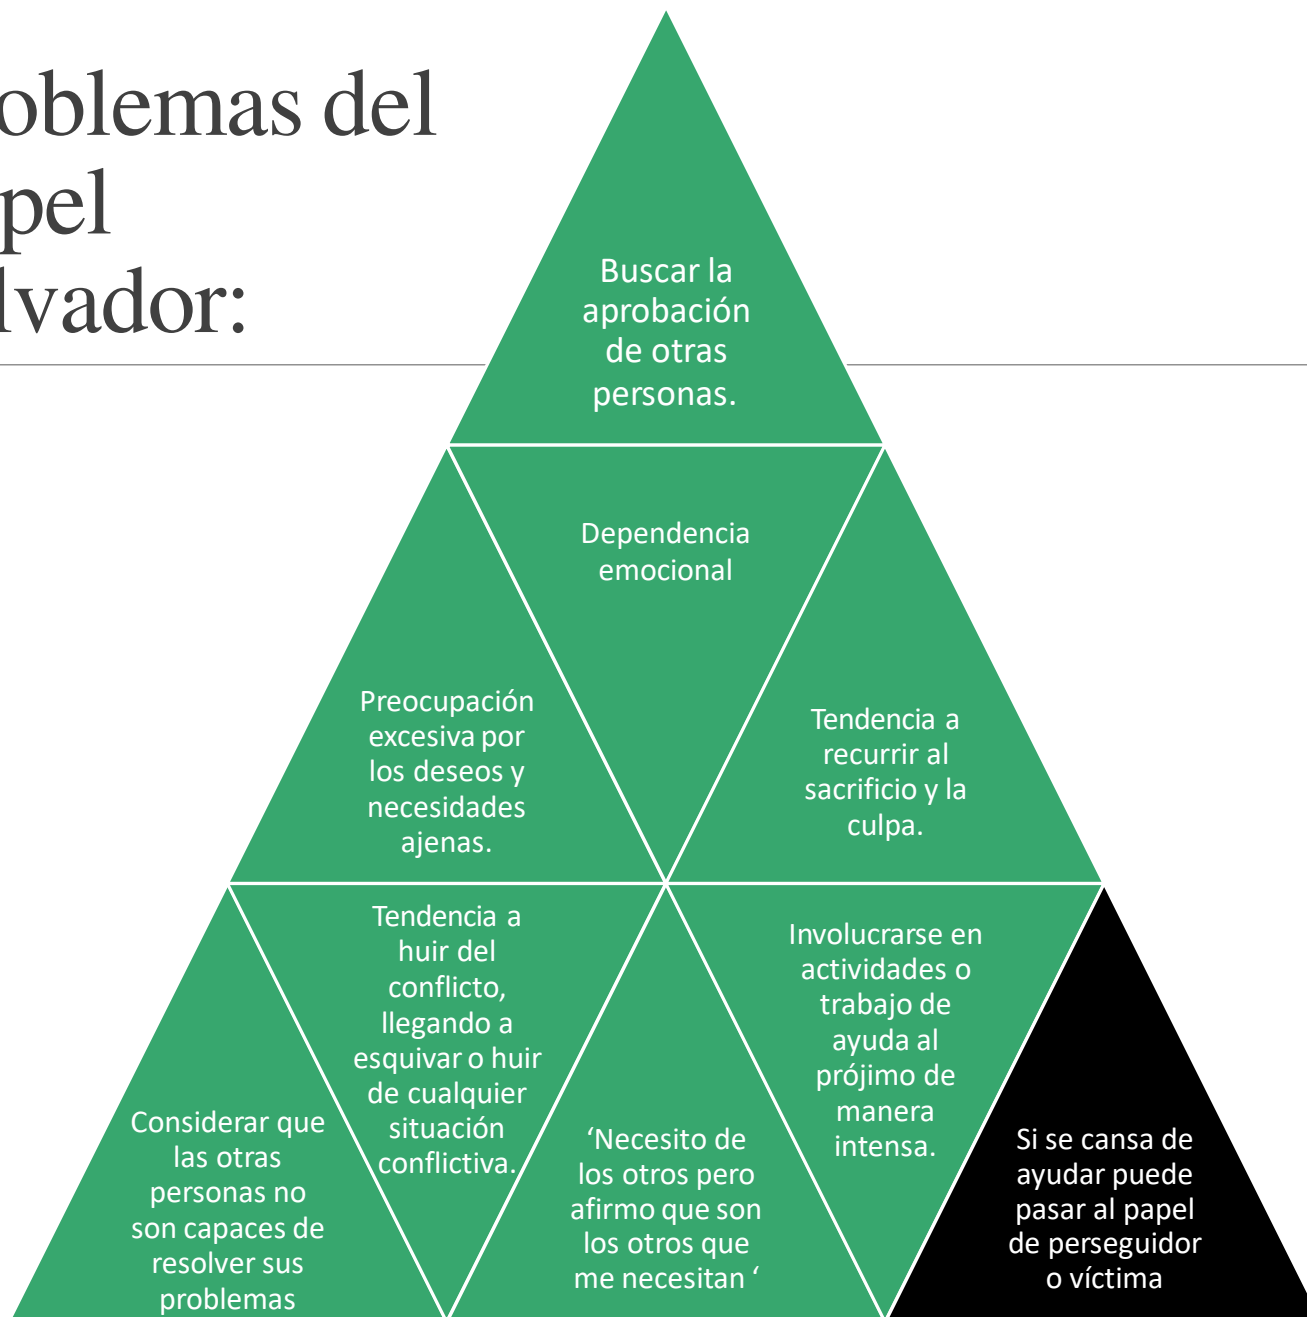 oblemas del
pel
lvador:
Buscar la
aprobación
de otras
personas.
Dependencia
emocional
Preocupación
excesiva por
los deseos y
necesidades
ajenas.
Tendencia a
recurrir al
sacrificio y la
culpa.
Considerar que
las otras
personas no
son capaces de
resolver sus
problemas
Tendencia a
huir del
conflicto,
llegando a
esquivar o huir
de cualquier
situación
conflictiva.
‘Necesito de
los otros pero
afirmo que son
los otros que
me necesitan ‘
Involucrarse en
actividades o
trabajo de
ayuda al
prójimo de
manera
intensa.
Si se cansa de
ayudar puede
pasar al papel
de perseguidor
o víctima